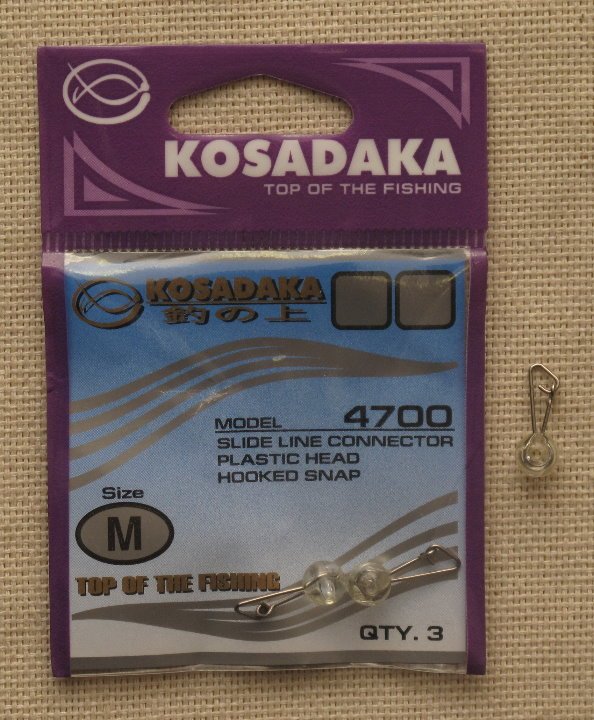 KOSADAKA
TOP OF THE FISHING
KOSADAKA
釣の上
MODEL 4700
SLIDE LINE CONNECTOR
PLASTIC HEAD
HOOKED SNAP
Size
M
TOP OF THE FISHING
QTY. 3